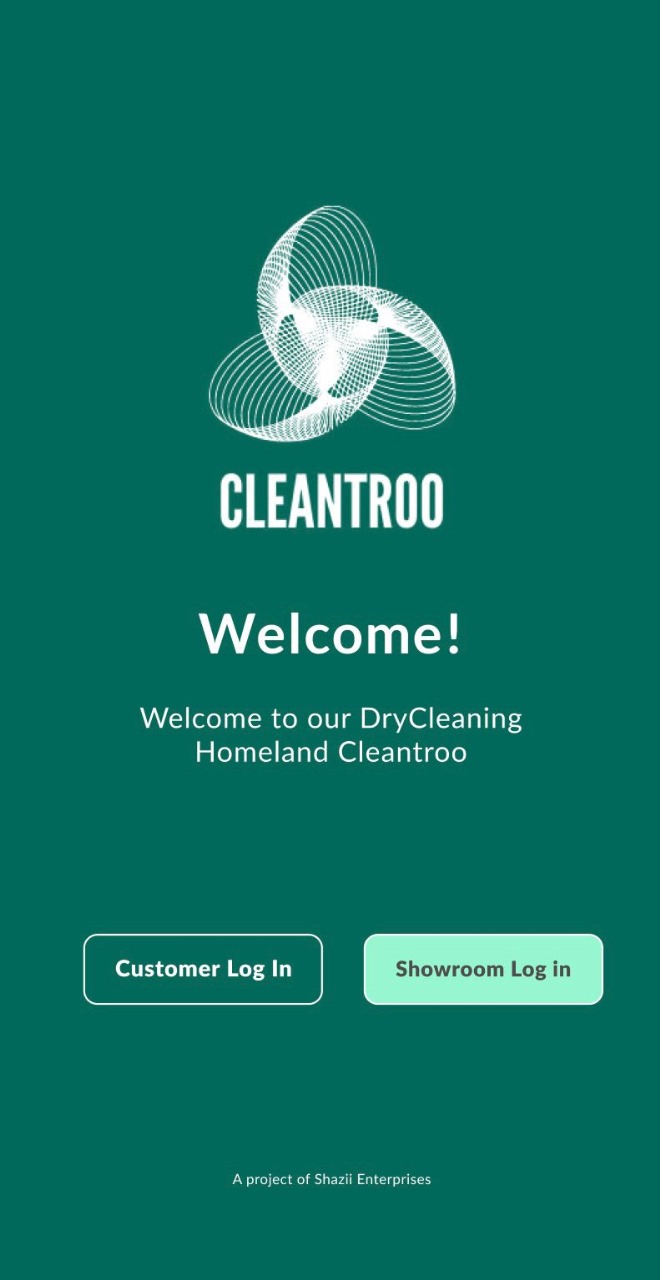 CLEANTROO
Welcome!
Welcome to our DryCleaning
Homeland Cleantroo
Customer Log In
Showroom Log in
A project of Shazii Enterprises